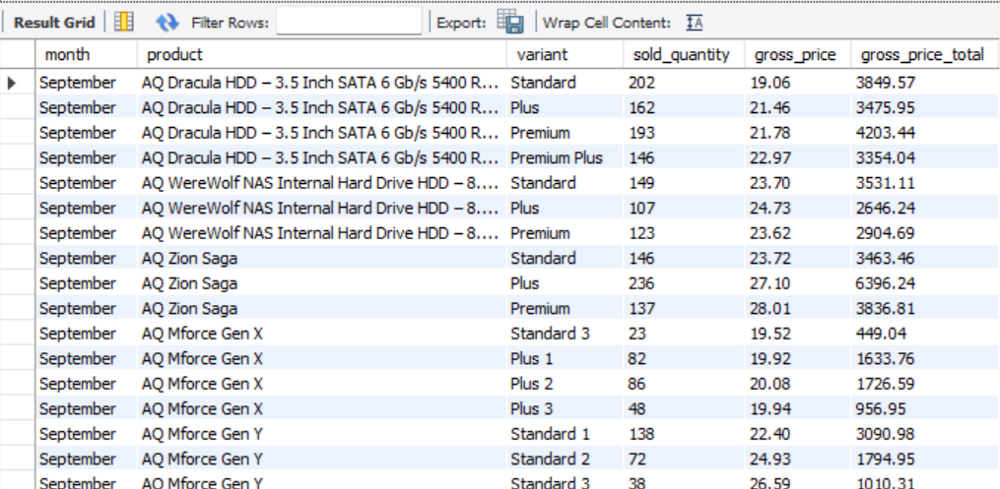 Result Grid Filter Rows: Export: Wrap Cell Content: IA
month product variant sold_quantity gross_price gross_price_total
September AQ Dracula HDD – 3.5 Inch SATA 6 Gb/s 5400 R... Standard 202 19.06 3849.57
September AQ Dracula HDD – 3.5 Inch SATA 6 Gb/s 5400 R... Plus 162 21.46 3475.95
September AQ Dracula HDD – 3.5 Inch SATA 6 Gb/s 5400 R... Premium 193 21.78 4203.44
September AQ Dracula HDD – 3.5 Inch SATA 6 Gb/s 5400 R... Premium Plus 146 22.97 3354.04
September AQ WereWolf NAS Internal Hard Drive HDD – 8.... Standard 149 23.70 3531.11
September AQ WereWolf NAS Internal Hard Drive HDD – 8.... Plus 107 24.73 2646.24
September AQ WereWolf NAS Internal Hard Drive HDD – 8.... Premium 123 23.62 2904.69
September AQ Zion Saga Standard 146 23.72 3463.46
September AQ Zion Saga Plus 236 27.10 6396.24
September AQ Zion Saga Premium 137 28.01 3836.81
September AQ Mforce Gen X Standard 3 23 19.52 449.04
September AQ Mforce Gen X Plus 1 82 19.92 1633.76
September AQ Mforce Gen X Plus 2 86 20.08 1726.59
September AQ Mforce Gen X Plus 3 48 19.94 956.95
September AQ Mforce Gen Y Standard 1 138 22.40 3090.98
September AQ Mforce Gen Y Standard 2 72 24.93 1794.95
September AQ Mforce Gen Y Standard 3 38 26.59 1010.31